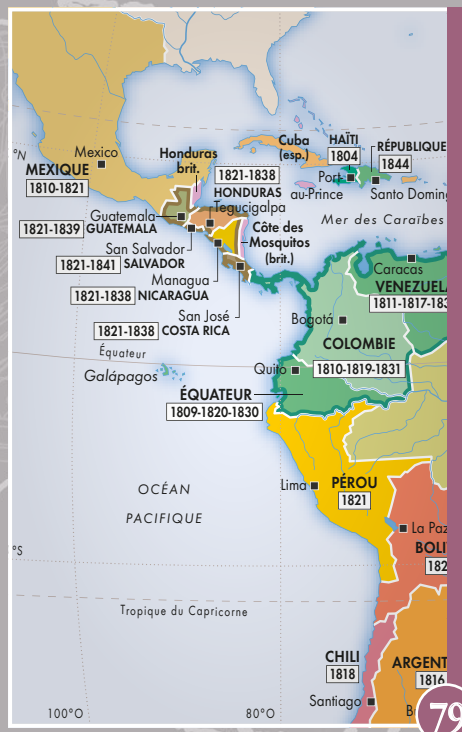 °N
Mexico
MEXIQUE
1810-1821
Honduras
brit.
Cuba
(esp.)
HAÏTI
1804
RÉPUBLIQUE
1844
Port-
au-Prince
Santo Doming
1821-1838
HONDURAS
Tegucigalpa
Mer des Caraïbes
Guatemala
1821-1839 GUATEMALA
Côte des
Mosquitos
(brit.)
San Salvador
1821-1841 SALVADOR
Managua
1821-1838 NICARAGUA
San José
1821-1838 COSTA RICA
Caracas
VENEZUELA
1811-1817-183
Bogotá
COLOMBIE
1810-1819-1831
Équateur
Galápagos
Quito
ÉQUATEUR
1809-1820-1830
OCÉAN
PACIFIQUE
Lima
PÉROU
1821
La Paz
BOLI
182
°S
Tropique du Capricorne
CHILI
1818
ARGENT
1816
Santiago
B
100°O
80°O
79